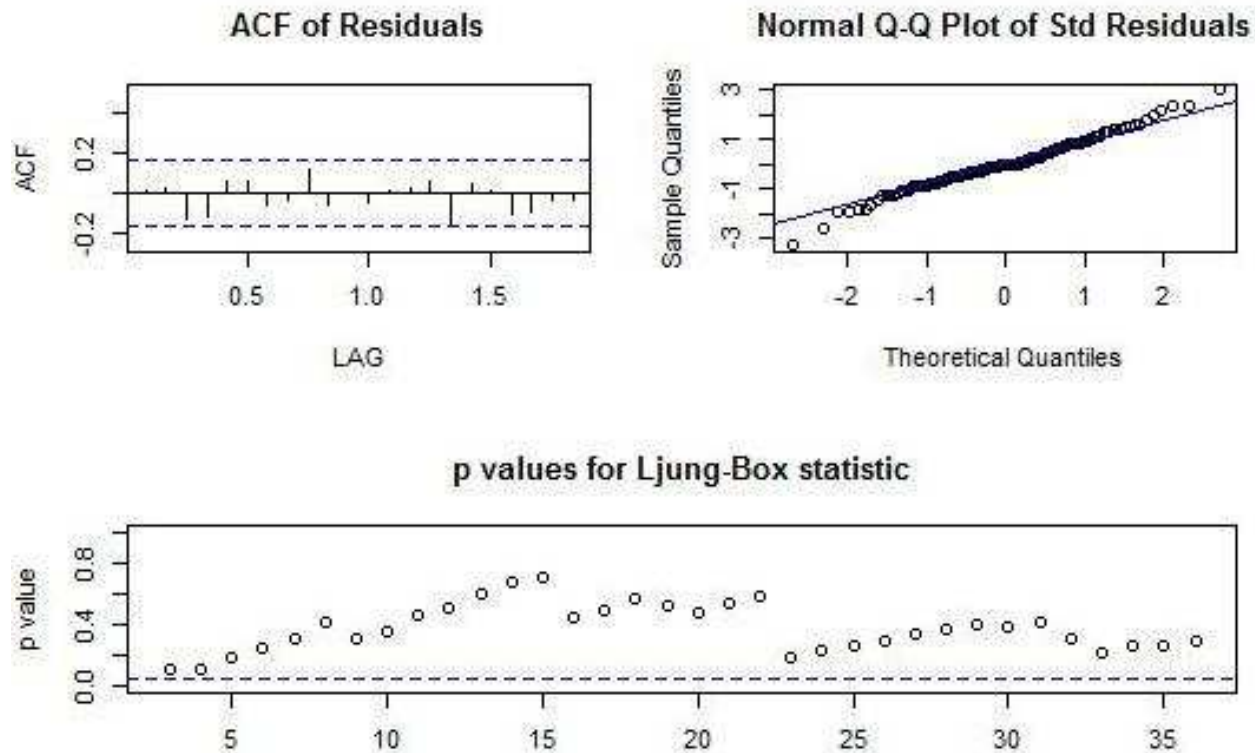 ACF of Residuals
ACF
0.2
-0.2
0.5 1.0 1.5
LAG
Normal Q-Q Plot of Std Residuals
Sample Quantiles
3
1
-1
-3
-2 -1 0 1 2
Theoretical Quantiles
p values for Ljung-Box statistic
p value
0.8
0.4
0.0
5 10 15 20 25 30 35